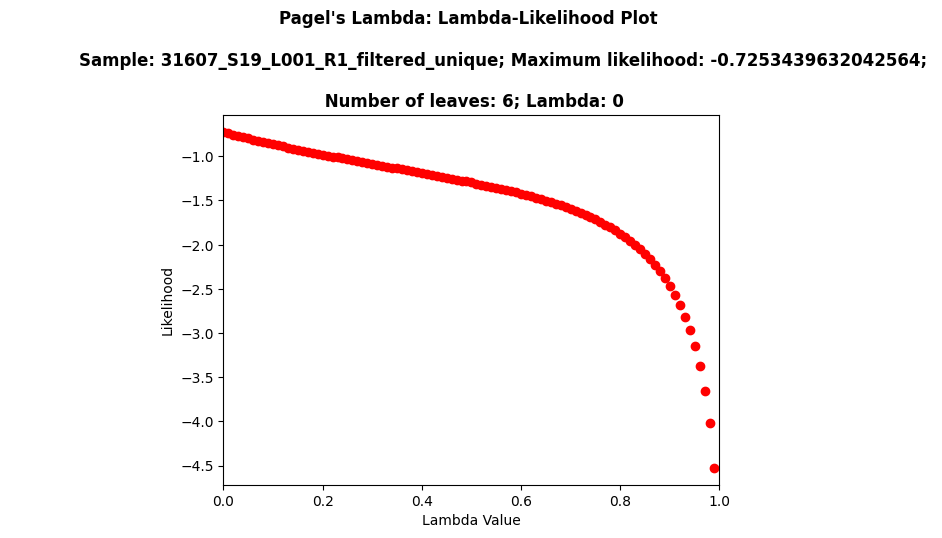 Pagel's Lambda: Lambda-Likelihood Plot
Sample: 31607_S19_L001_R1_filtered_unique; Maximum likelihood: -0.7253439632042564;
Number of leaves: 6; Lambda: 0
−1.0
−1.5
−2.0
−2.5
−3.0
−3.5
−4.0
−4.5
Likelihood
0.0 0.2 0.4 0.6 0.8 1.0
Lambda Value